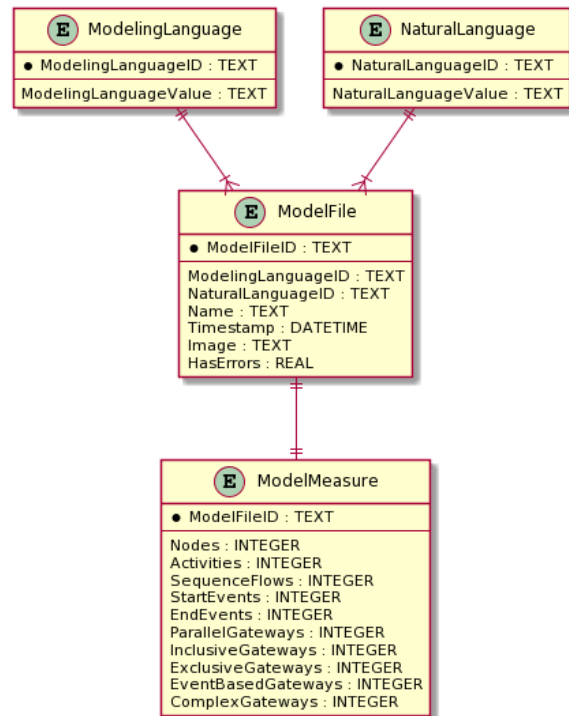 E ModelingLanguage
ModelingLanguageID : TEXT
ModelingLanguageValue : TEXT
E NaturalLanguage
NaturalLanguageID : TEXT
NaturalLanguageValue : TEXT
E ModelFile
ModelFileID : TEXT
ModelingLanguageID : TEXT
NaturalLanguageID : TEXT
Name : TEXT
Timestamp : DATETIME
Image : TEXT
HasErrors : REAL
E ModelMeasure
ModelFileID : TEXT
Nodes : INTEGER
Activities : INTEGER
SequenceFlows : INTEGER
StartEvents : INTEGER
EndEvents : INTEGER
ParallelGateways : INTEGER
InclusiveGateways : INTEGER
ExclusiveGateways : INTEGER
EventBasedGateways : INTEGER
ComplexGateways : INTEGER